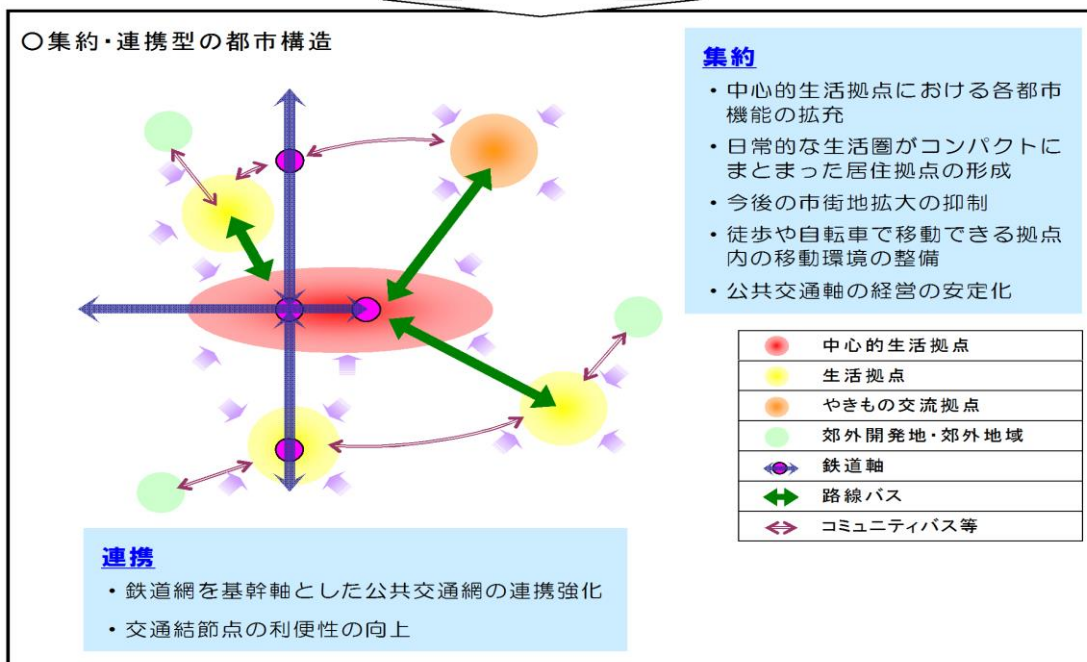 〇集約・連携型の都市構造
集約
・中心的生活拠点における各都市
機能の拡充
・日常的な生活圏がコンパクトに
まとまった居住拠点の形成
・今後の市街地拡大の抑制
・徒歩や自転車で移動できる拠点
内の移動環境の整備
・公共交通軸の経営の安定化
中心的生活拠点
生活拠点
やきもの交流拠点
郊外開発地・郊外地域
鉄道軸
路線バス
コミュニティバス等
連携
・鉄道網を基幹軸とした公共交通網の連携強化
・交通結節点の利便性の向上